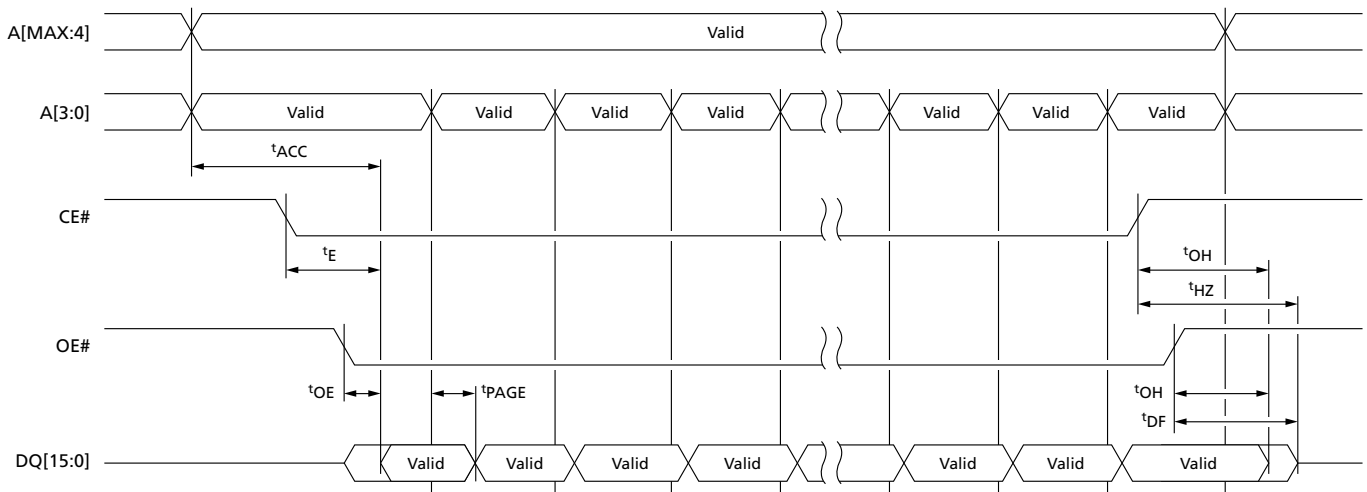 A[MAX:4] Valid
A[3:0] Valid Valid Valid Valid Valid Valid Valid
tACC
CE#
tE tOH
tHZ
OE#
tOE tPAGE tOH
tDF
DQ[15:0] Valid Valid Valid Valid Valid Valid Valid